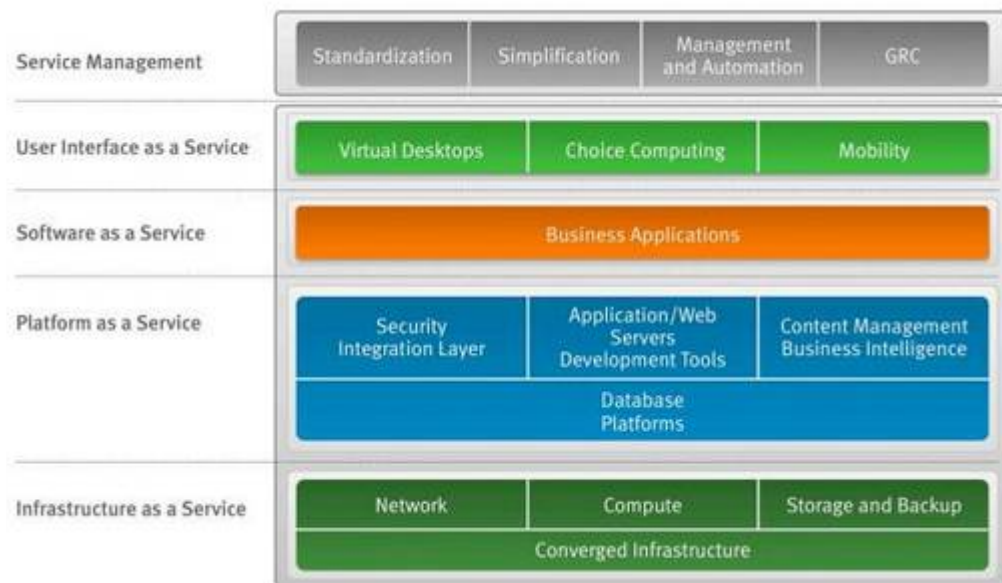 Service Management
Standardization
Simplification
Management
and Automation
GRC
User Interface as a Service
Virtual Desktops
Choice Computing
Mobility
Software as a Service
Business Applications
Platform as a Service
Security
Integration Layer
Application/Web
Servers
Development Tools
Content Management
Business Intelligence
Database
Platforms
Infrastructure as a Service
Network
Compute
Storage and Backup
Converged Infrastructure